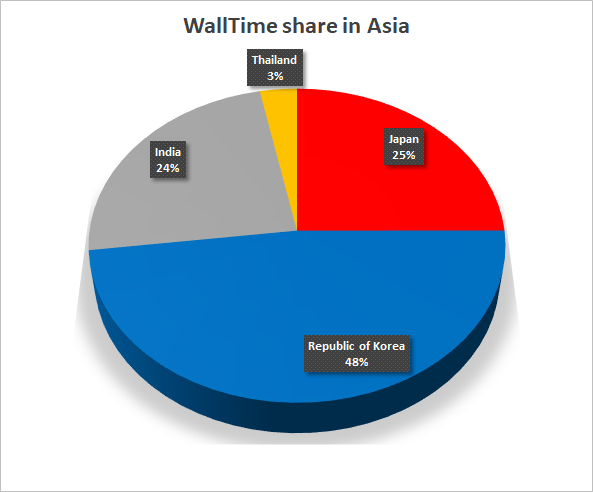 WallTime share in Asia
Thailand
3%
Japan
25%
India
24%
Republic of Korea
48%